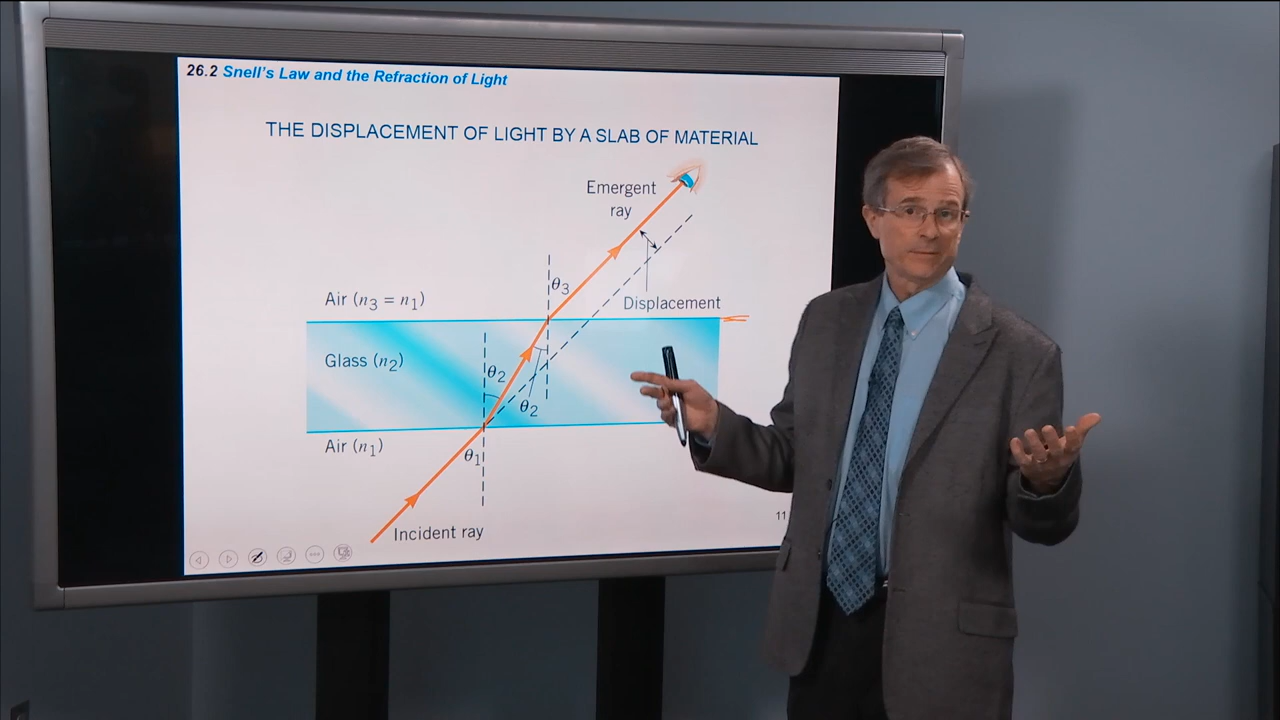 26.2 Snell's Law and the Refraction of Light
THE DISPLACEMENT OF LIGHT BY A SLAB OF MATERIAL
Emergent
ray
θ3
Air (n3 = n1)
Displacement
Glass (n2)
θ2
θ2
Air (n1)
θ1
Incident ray
11